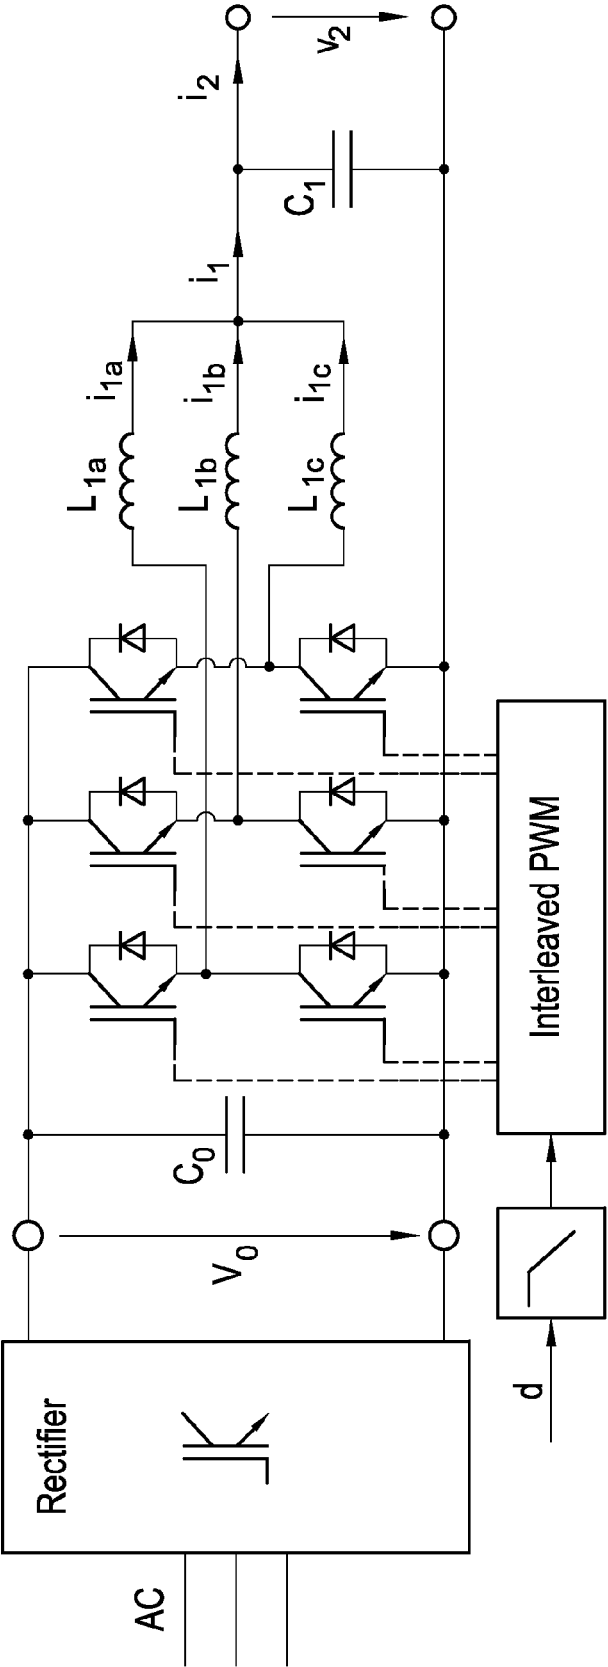 AC
Rectifier
V₀
C₀
L₁ₐ
i₁ₐ
L₁b
i₁b
L₁c
i₁c
i₁
i₂
C₁
v₂
d
Interleaved PWM